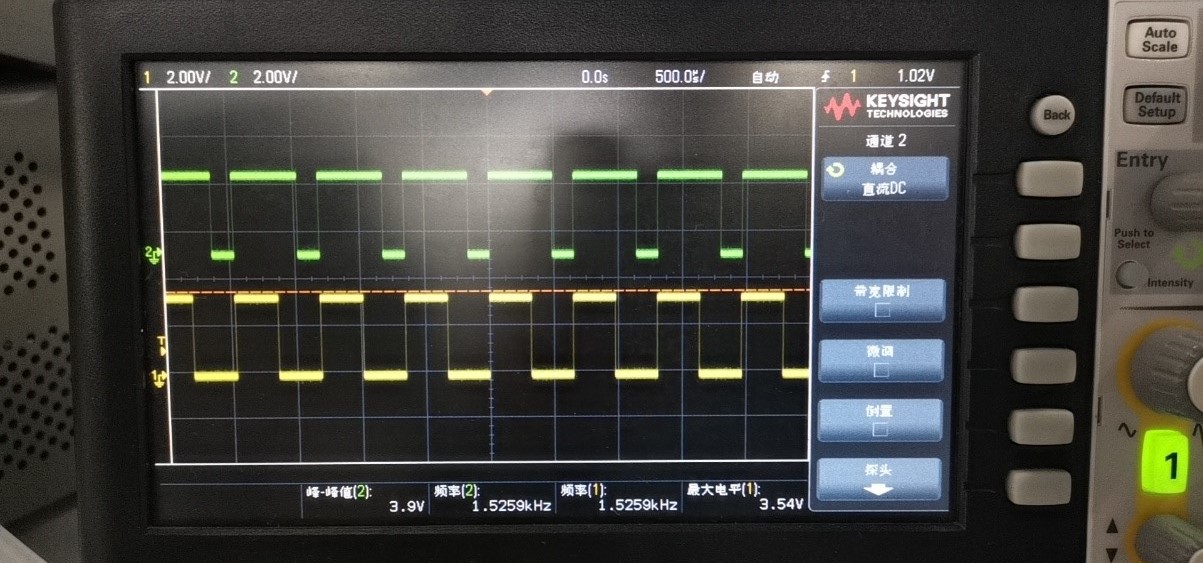 1 2.00V/ 2 2.00V/ 0.0s 500.0µs/ 自动 1 1.02V
KEYSIGHT
TECHNOLOGIES
通道 2
耦合
直流DC
带宽限制
微调
倒置
探头
2
T
1
峰-峰值(2):
3.9V
频率(2):
1.5259kHz
频率(1):
1.5259kHz
最大电平(1):
3.54V
Back
Auto
Scale
Default
Setup
Entry
Push to
Select
Intensity
1